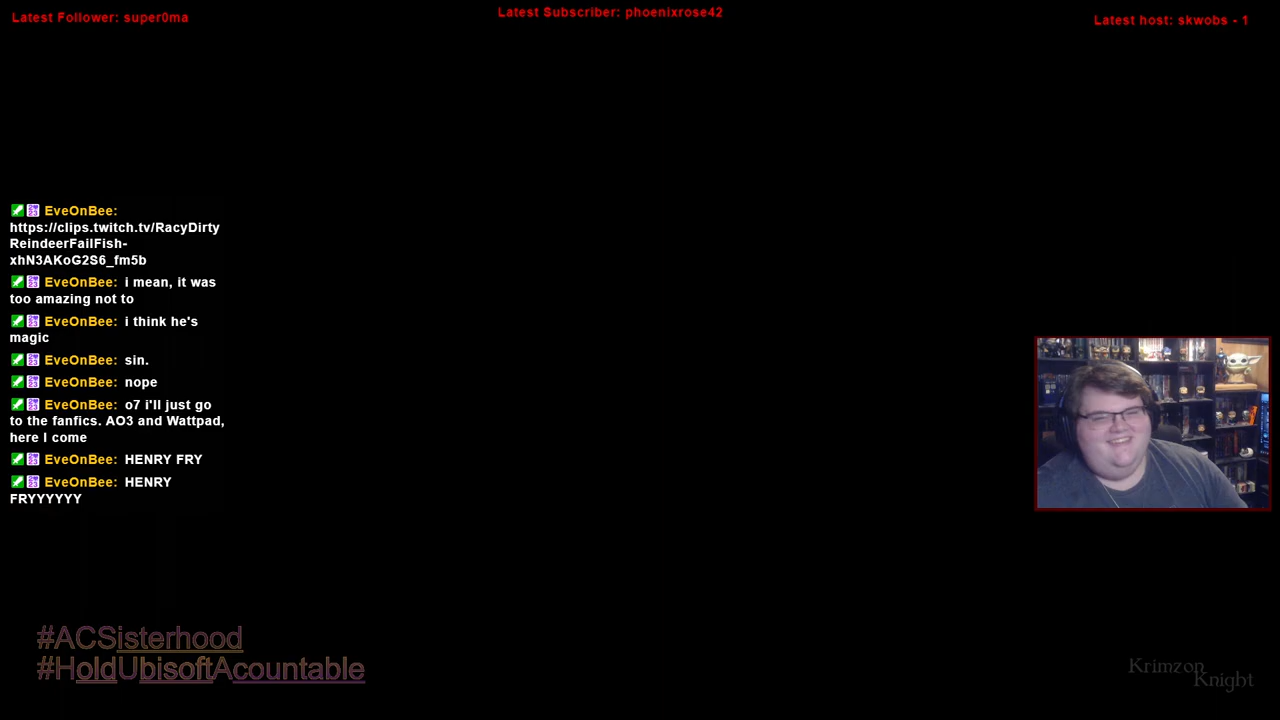 Latest Follower: super0ma
Latest Subscriber: phoenixrose42
Latest host: skwobs - 1
EveOnBee:
https://clips.twitch.tv/RacyDirty
ReindeerFailFish-
xhN3AKoG2S6_fm5b
EveOnBee: i mean, it was
too amazing not to
EveOnBee: i think he's
magic
EveOnBee: sin.
EveOnBee: nope
EveOnBee: o7 i'll just go
to the fanfics. AO3 and Wattpad,
here I come
EveOnBee: HENRY FRY
EveOnBee: HENRY
FRYYYYYY
#ACSisterhood
#HoldUbisoftAcountable
Krimzon
Knight